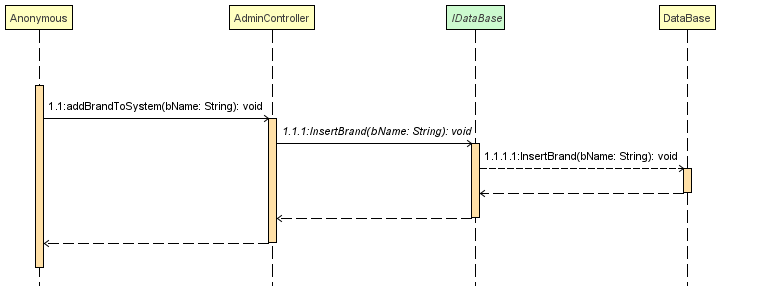 Anonymous
AdminController
IDataBase
DataBase
1.1:addBrandToSystem(bName: String): void
1.1.1:InsertBrand(bName: String): void
1.1.1.1:InsertBrand(bName: String): void